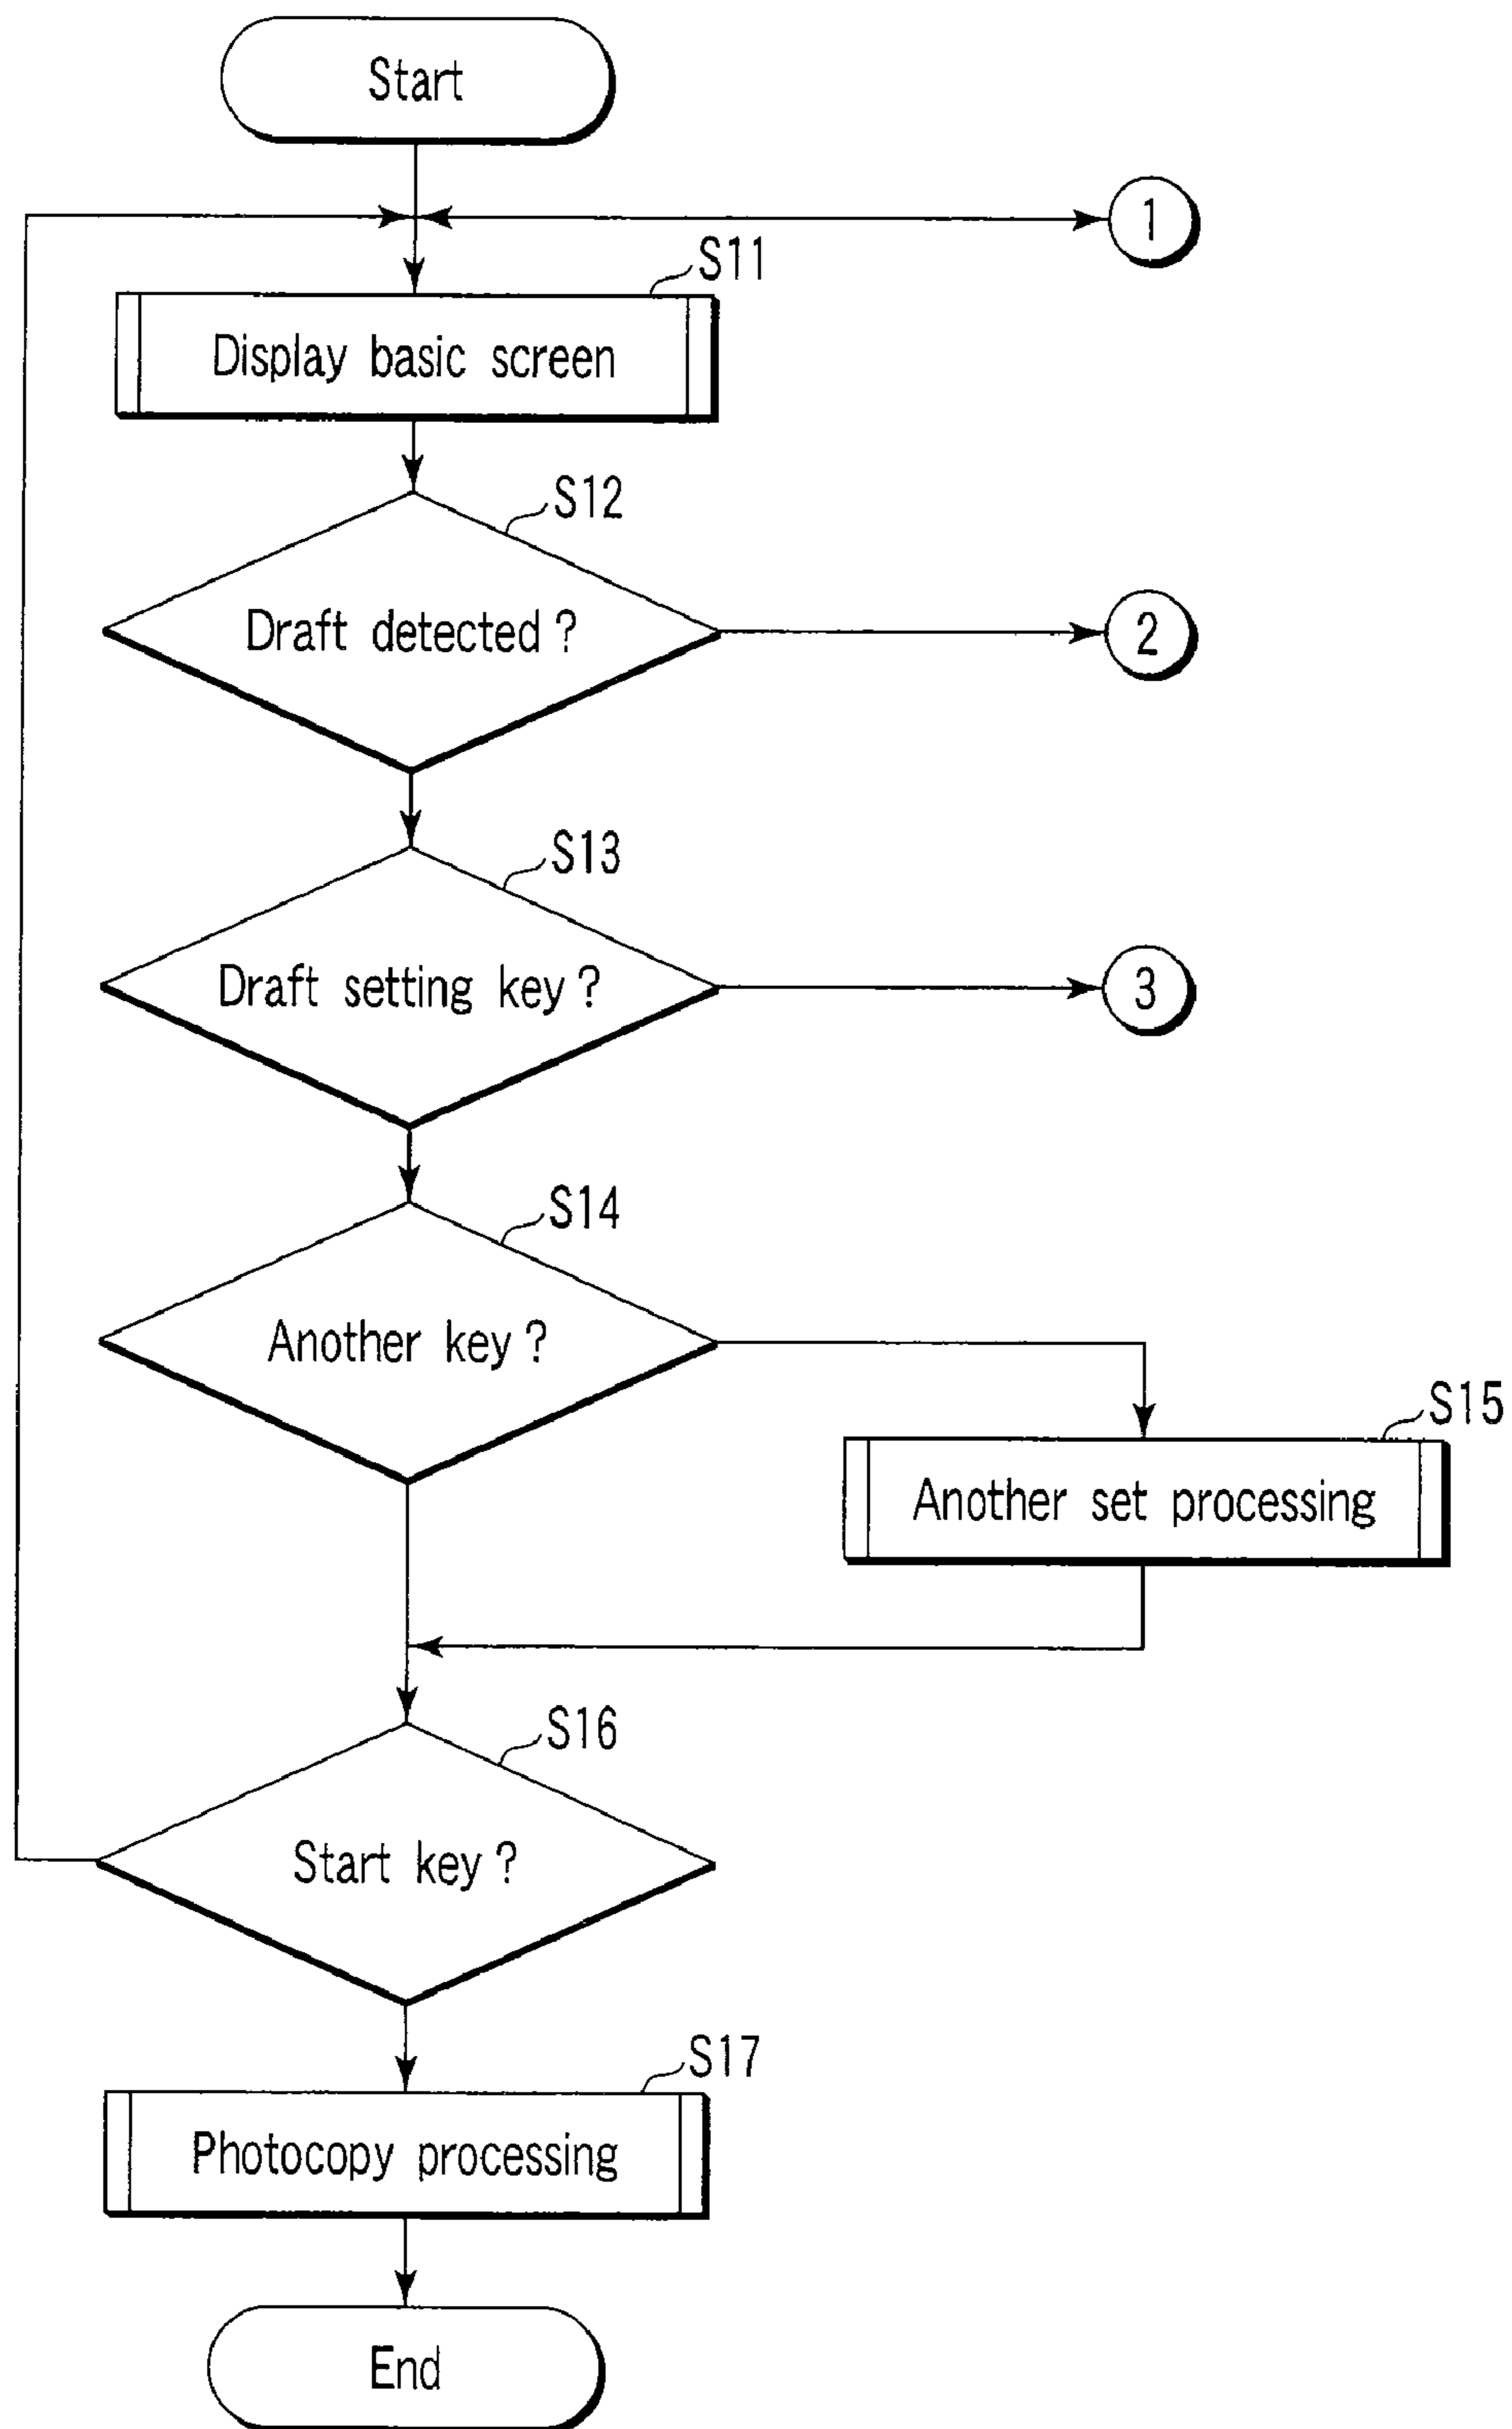 Start
1
S11
Display basic screen
S12
Draft detected ?
2
S13
Draft setting key ?
3
S14
Another key ?
S15
Another set processing
S16
Start key ?
S17
Photocopy processing
End